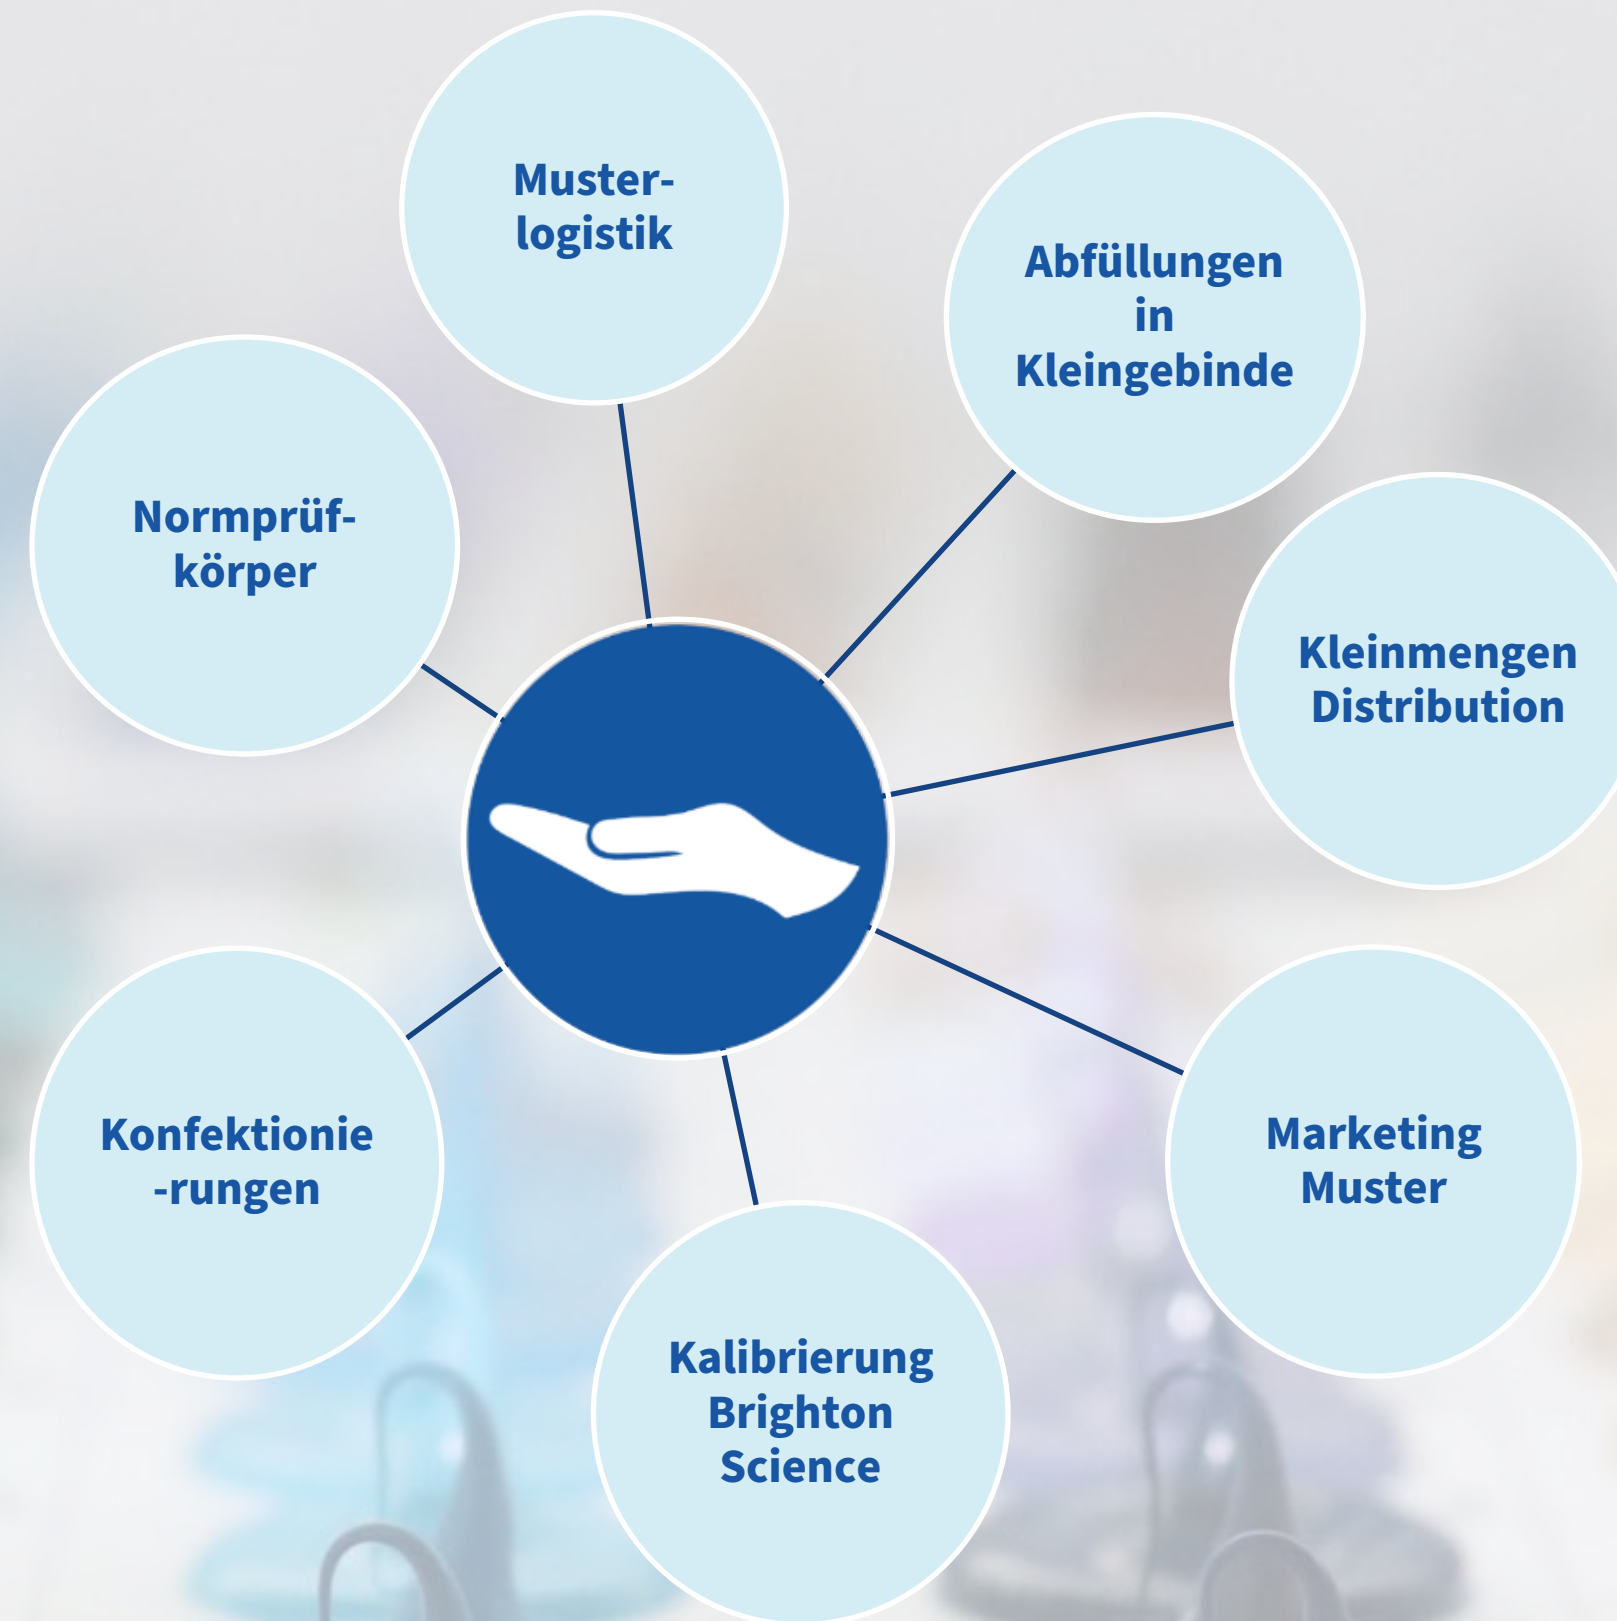 Muster-
logistik
Abfüllungen
in
Kleingebinde
Normprüf-
körper
Kleinmengen
Distribution
Konfektionie
-rungen
Marketing
Muster
Kalibrierung
Brighton
Science